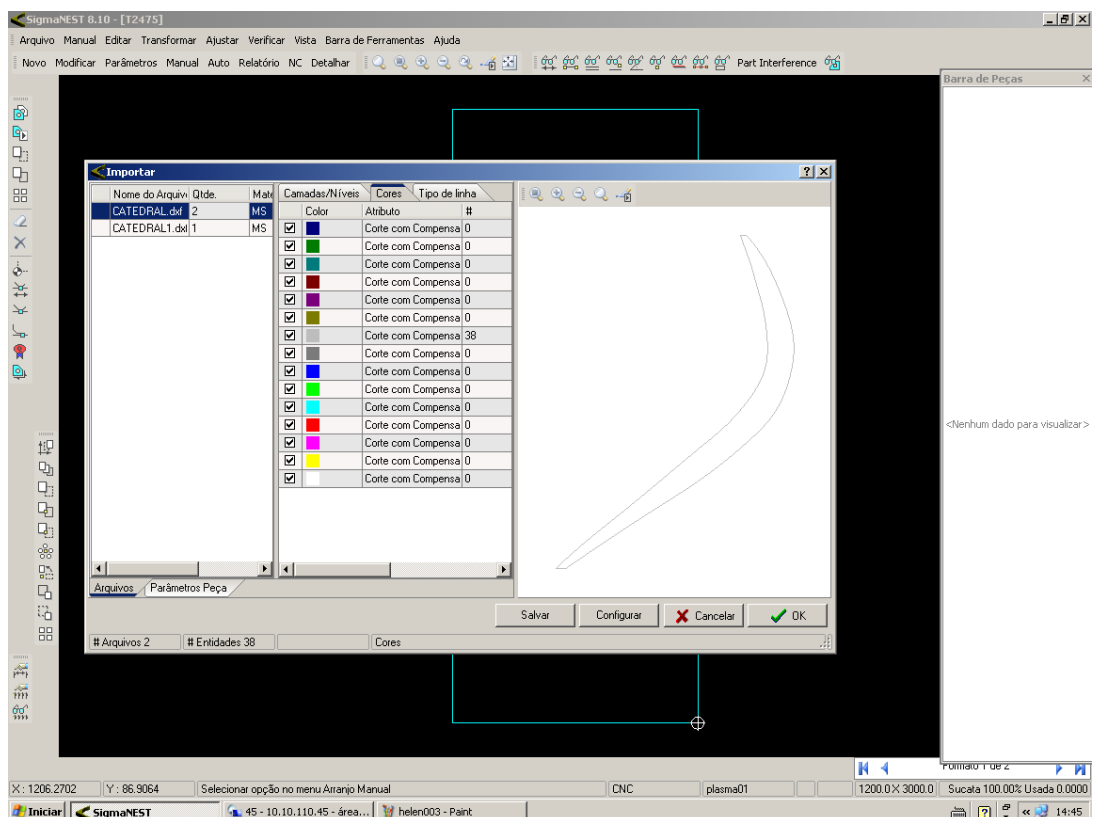 SigmaNEST 8.10 - [T2475]
Arquivo Manual Editar Transformar Ajustar Verificar Vista Barra de Ferramentas Ajuda
Novo Modificar Parâmetros Manual Auto Relatório NC Detalhar Part Interference
Barra de Peças
Importar
Nome do Arquiv Qtde. Mate Camadas/Níveis Cores Tipo de linha
CATEDRAL.dxf 2 MS Color Atributo #
CATEDRAL1.dxf 1 MS Corte com Compensa 0
Corte com Compensa 0
Corte com Compensa 0
Corte com Compensa 0
Corte com Compensa 0
Corte com Compensa 0
Corte com Compensa 38
Corte com Compensa 0
Corte com Compensa 0
Corte com Compensa 0
Corte com Compensa 0
Corte com Compensa 0
Corte com Compensa 0
Corte com Compensa 0
Corte com Compensa 0
<Nenhum dado para visualizar>
Arquivos Parâmetros Peça
Salvar Configurar Cancelar OK
# Arquivos 2 # Entidades 38 Cores
Formato 1 de 2
X: 1206.2702 Y: 86.9064 Selecionar opção no menu Arranjo Manual CNC plasma01 1200.0 X 3000.0 Sucata 100.00% Usada 0.0000
Iniciar SigmaNEST 45 - 10.10.110.45 - área... helen003 - Paint 14:45